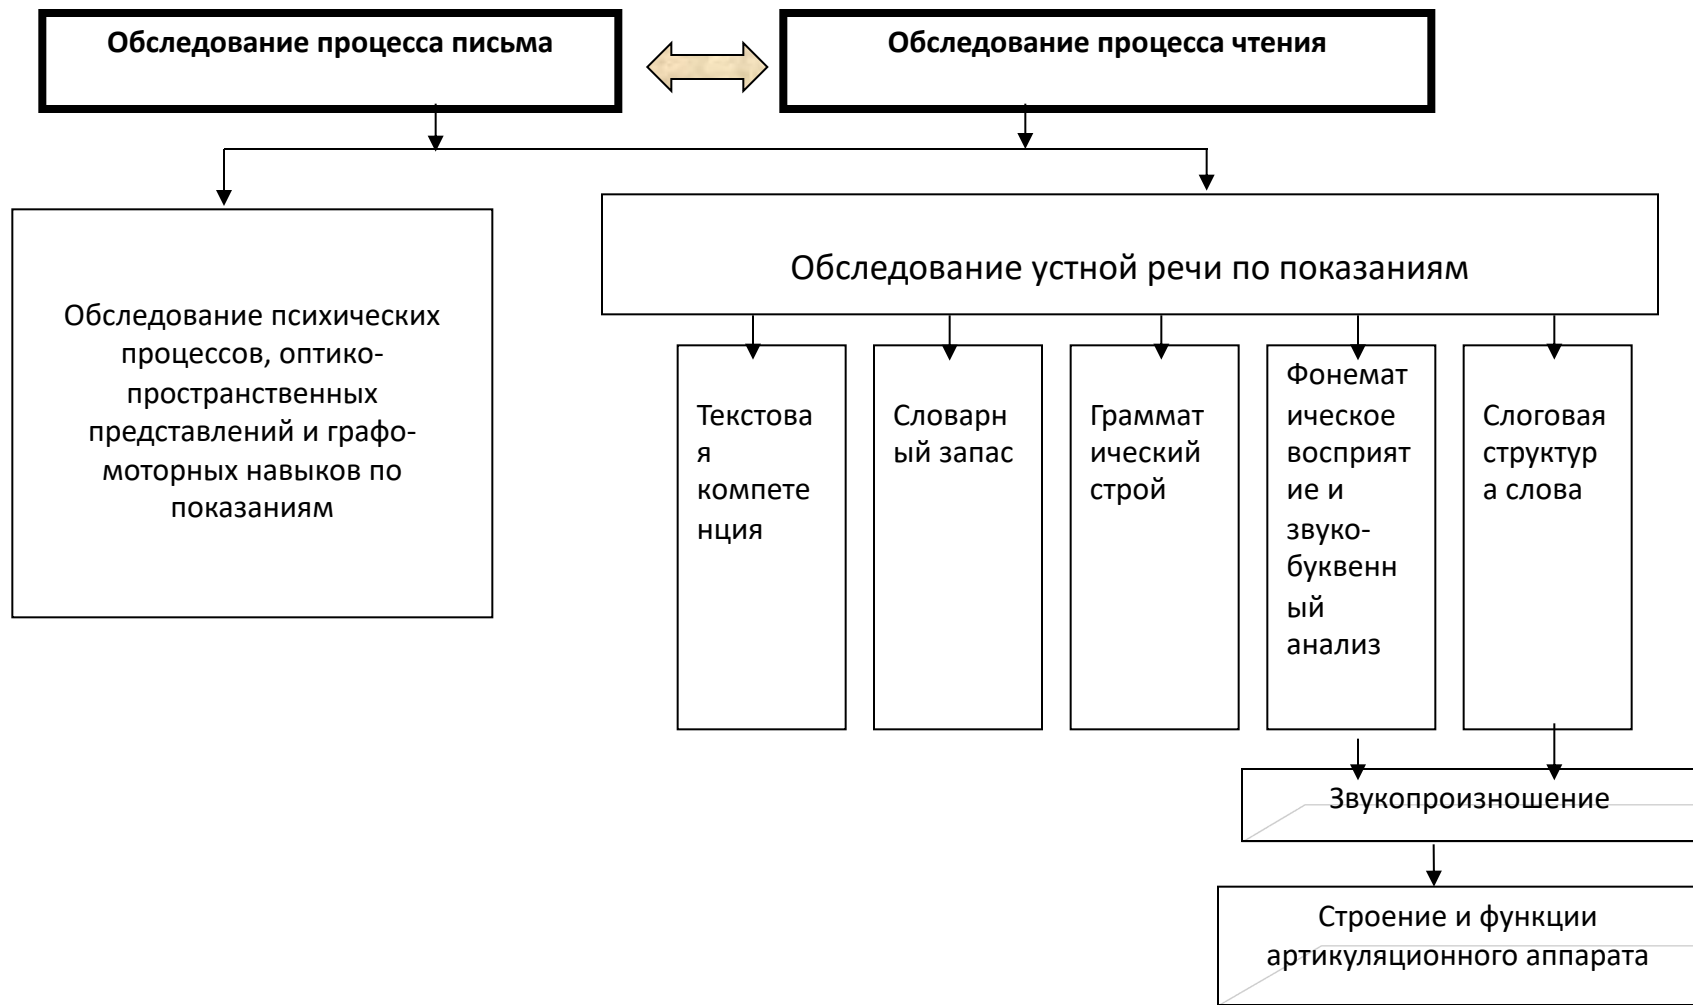 Обследование процесса письма
Обследование процесса чтения
Обследование психических
процессов, оптико-
пространственных
представлений и графо-
моторных навыков по
показаниям
Обследование устной речи по показаниям
Текстова
я
компете
нция
Словарн
ый запас
Граммат
ический
строй
Фонемат
ическое
восприят
ие и
звуко-
буквенн
ый
анализ
Слоговая
структур
а слова
Звукопроизношение
Строение и функции
артикуляционного аппарата